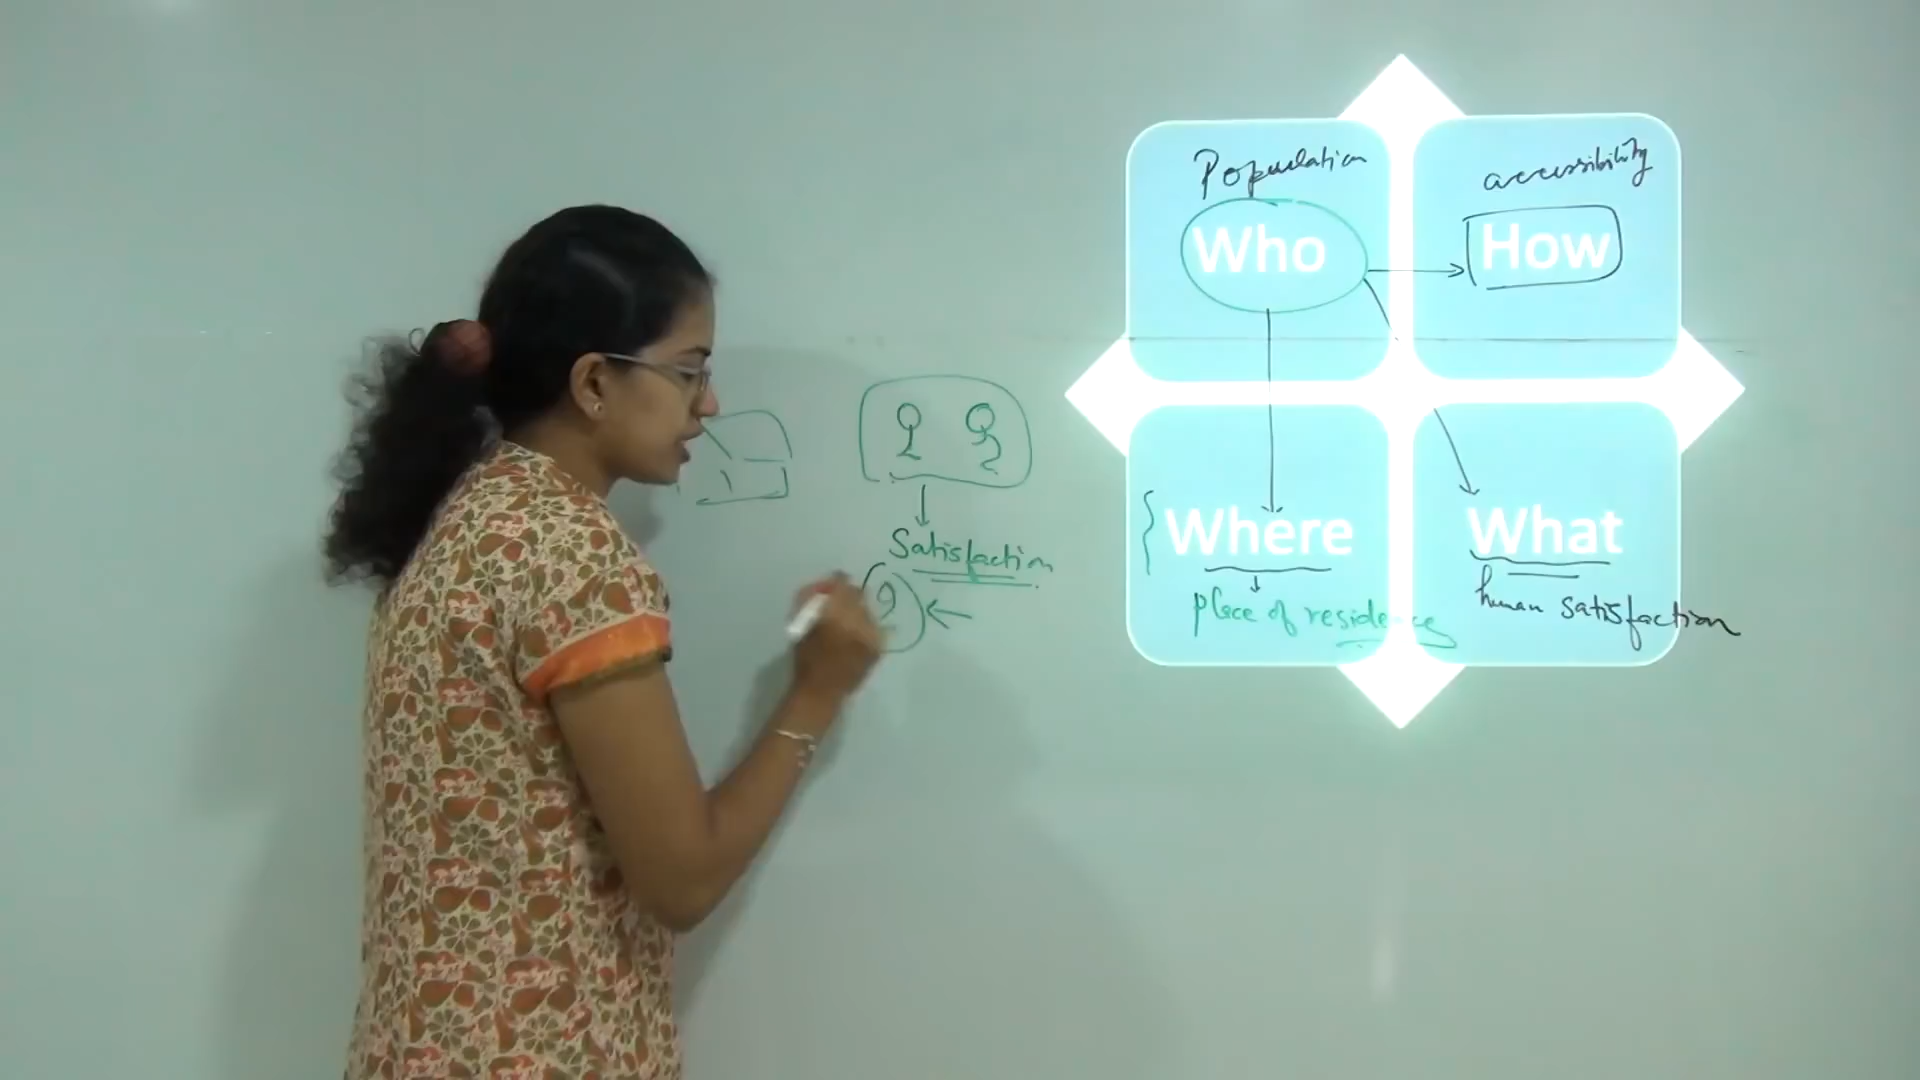 Population
Who
accessibility
How
Satisfaction
Where
place of residence
What
human satisfaction